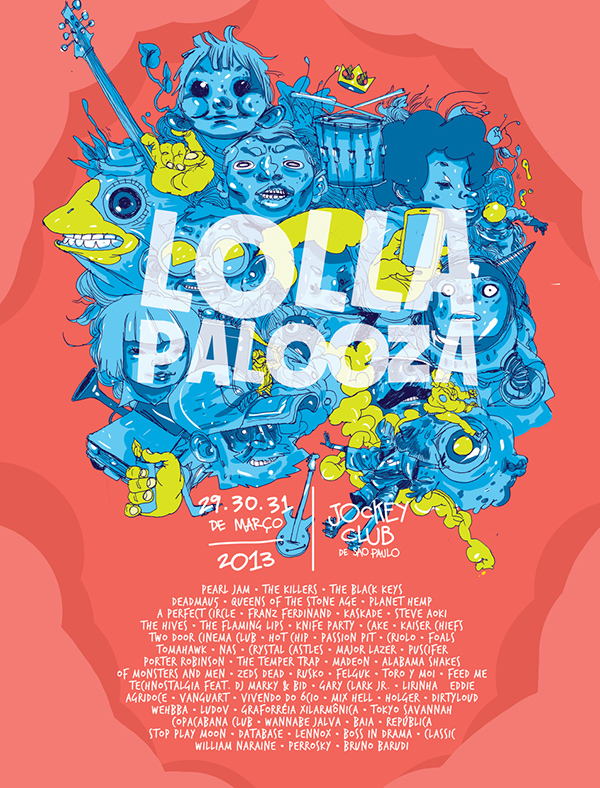 LOLLA
PALOOZA
29.30.31
DE MARÇO
2013
JOCKEY
CLUB
DE SÃO PAULO
PEARL JAM • THE KILLERS • THE BLACK KEYS
DEADMAU5 • QUEENS OF THE STONE AGE • PLANET HEMP
A PERFECT CIRCLE • FRANZ FERDINAND • KASKADE • STEVE AOKI
THE HIVES • THE FLAMING LIPS • KNIFE PARTY • CAKE • KAISER CHIEFS
TWO DOOR CINEMA CLUB • HOT CHIP • PASSION PIT • CRIOLO • FOALS
TOMAHAWK • NAS • CRYSTAL CASTLES • MAJOR LAZER • PUSCIFER
PORTER ROBINSON • THE TEMPER TRAP • MADEON • ALABAMA SHAKES
OF MONSTERS AND MEN • ZEDS DEAD • RUSKO • FELGUK • TORO Y MOI • FEED ME
TECHNOSTALGIA FEAT. DJ MARKY & BID • GARY CLARK JR. • LIRINHA EDDIE
AGRIDOCE • VANGUART • VIVENDO DO ÓCIO • MIX HELL • HOLGER • DIRTYLOUD
WEHBBA • LUDOV • GRAFORRÉIA XILARMÔNICA • TOKYO SAVANNAH
COPACABANA CLUB • WANNABE JALVA • BAIA • REPÚBLICA
STOP PLAY MOON • DATABASE • LENNOX • BOSS IN DRAMA • CLASSIC
WILLIAM NARAINE • PERROSKY • BRUNO BARUDI